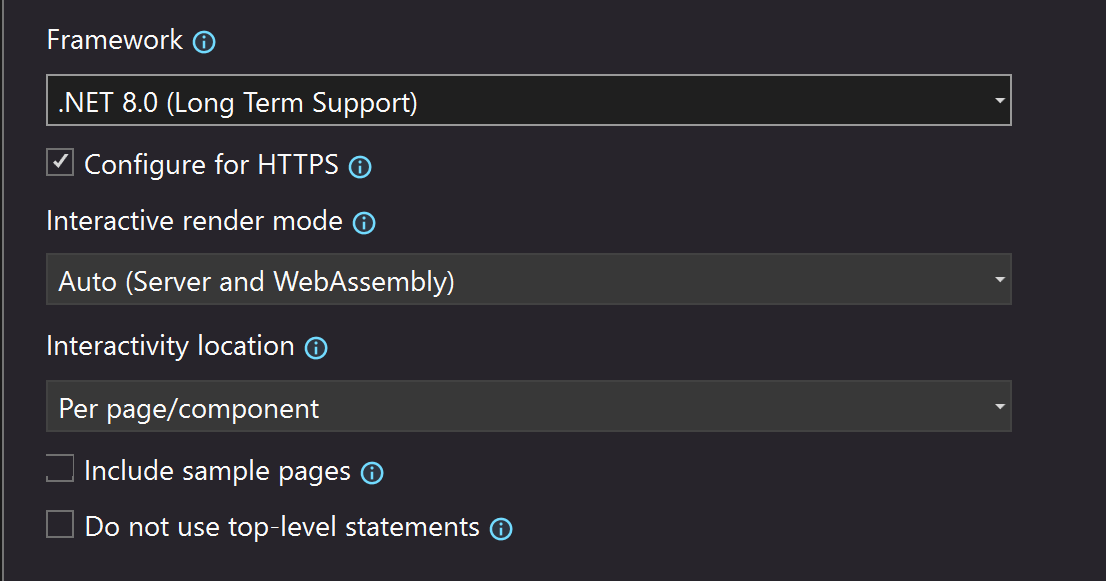 Framework
.NET 8.0 (Long Term Support)
Configure for HTTPS
Interactive render mode
Auto (Server and WebAssembly)
Interactivity location
Per page/component
Include sample pages
Do not use top-level statements